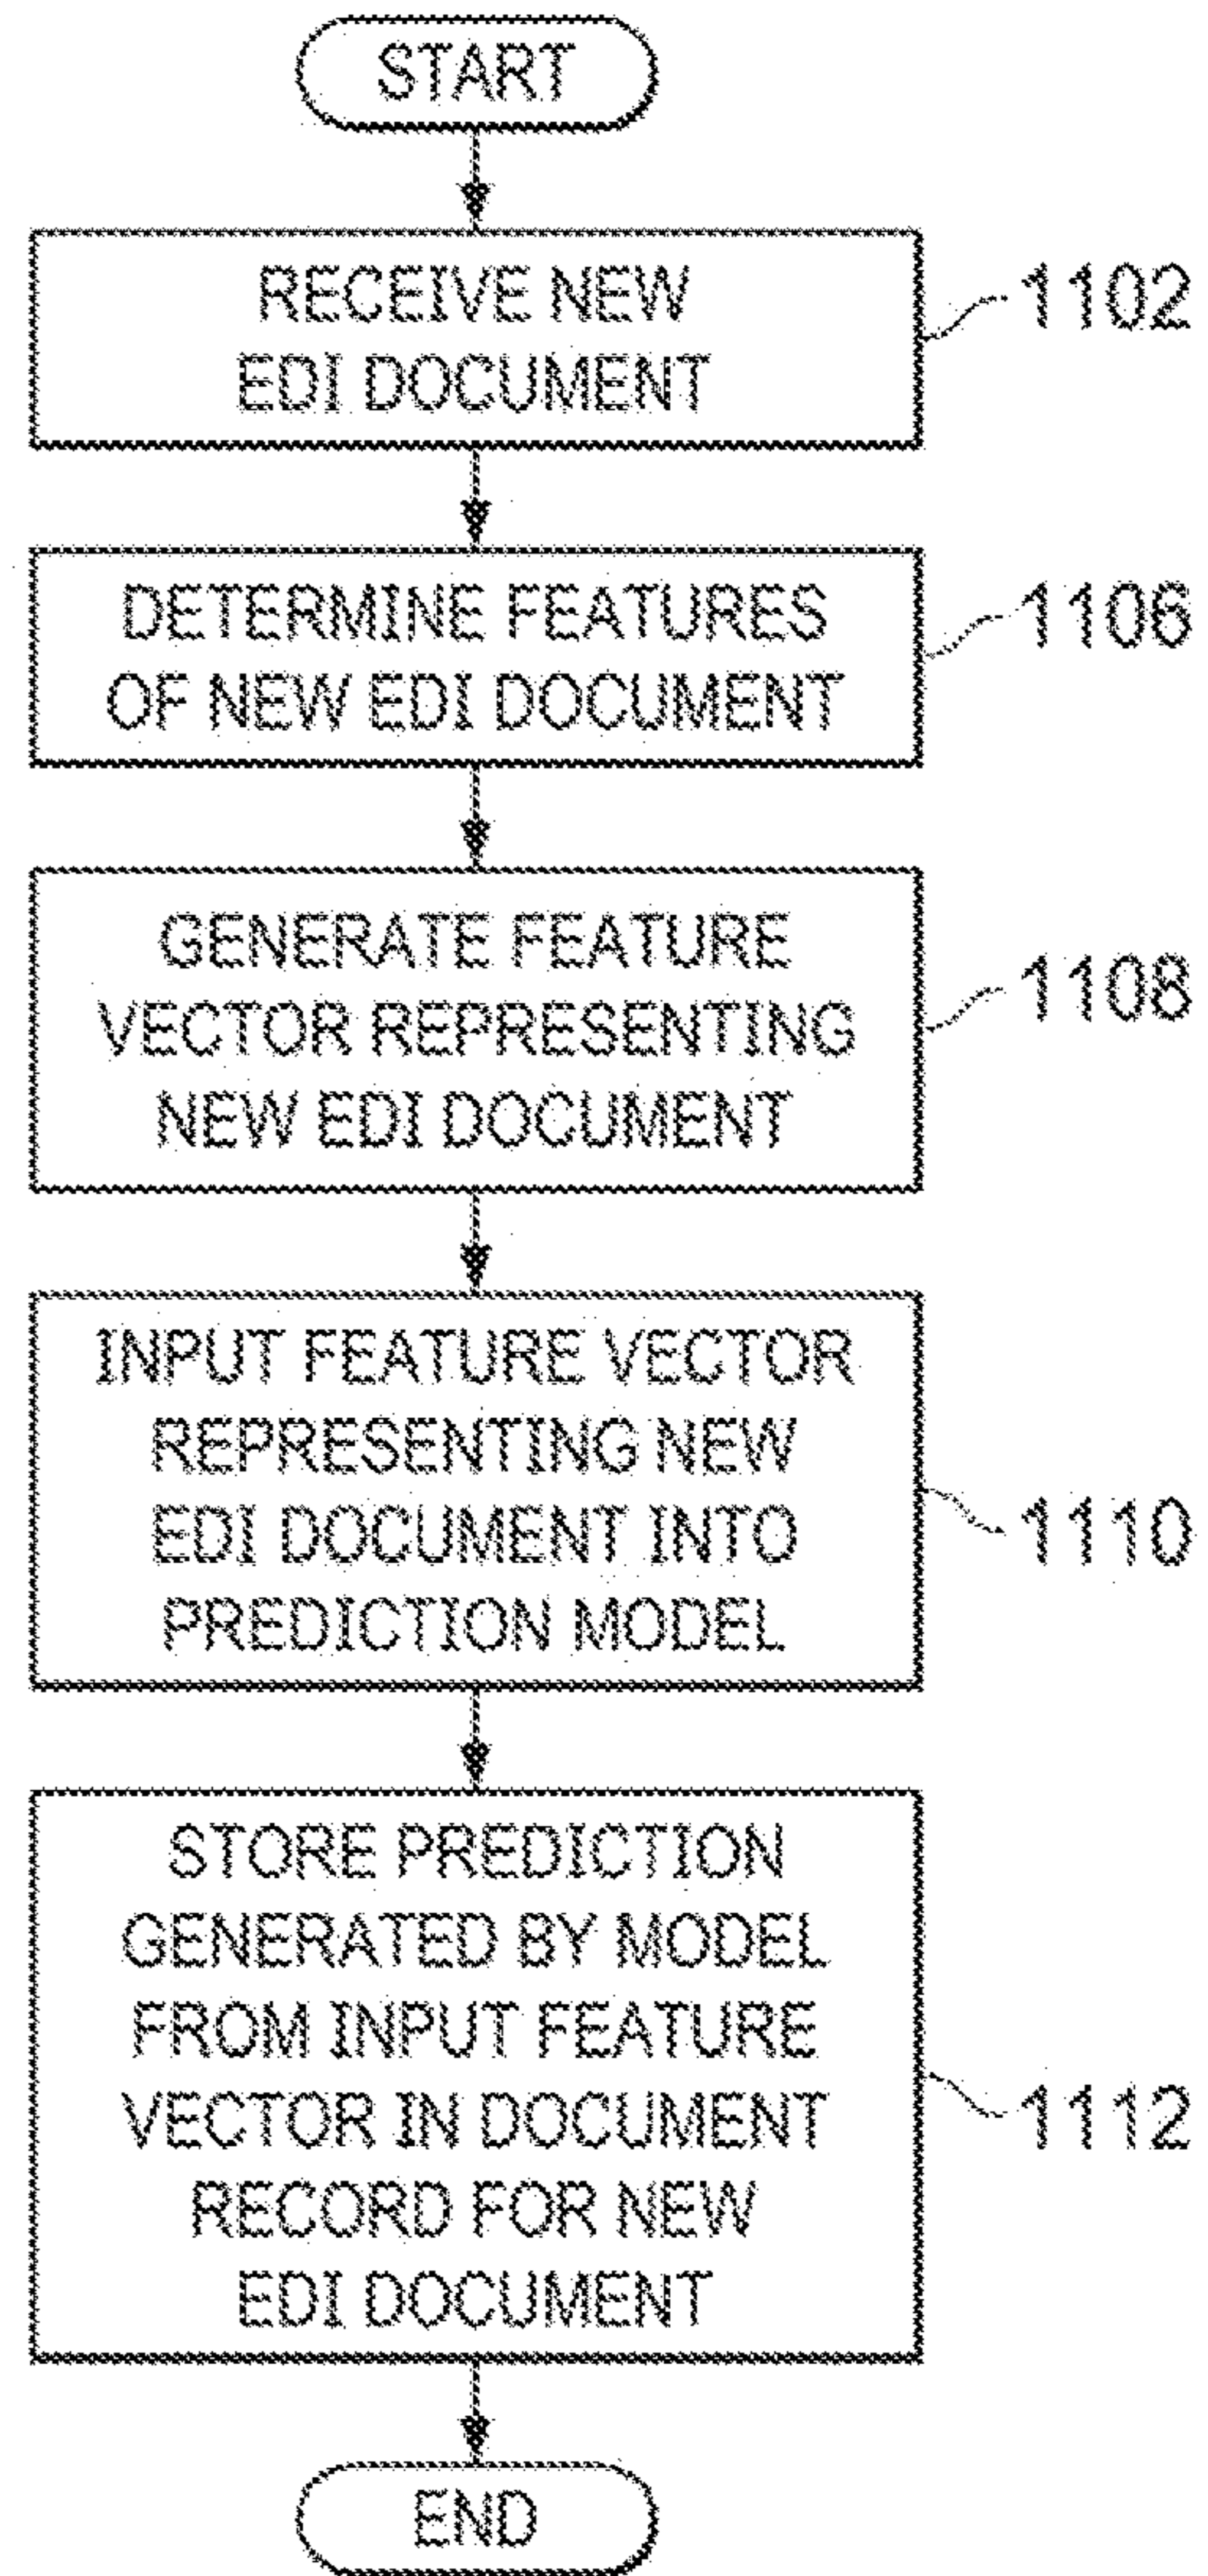 START
RECEIVE NEW
EDI DOCUMENT
1102
DETERMINE FEATURES
OF NEW EDI DOCUMENT
1106
GENERATE FEATURE
VECTOR REPRESENTING
NEW EDI DOCUMENT
1108
INPUT FEATURE VECTOR
REPRESENTING NEW
EDI DOCUMENT INTO
PREDICTION MODEL
1110
STORE PREDICTION
GENERATED BY MODEL
FROM INPUT FEATURE
VECTOR IN DOCUMENT
RECORD FOR NEW
EDI DOCUMENT
1112
END